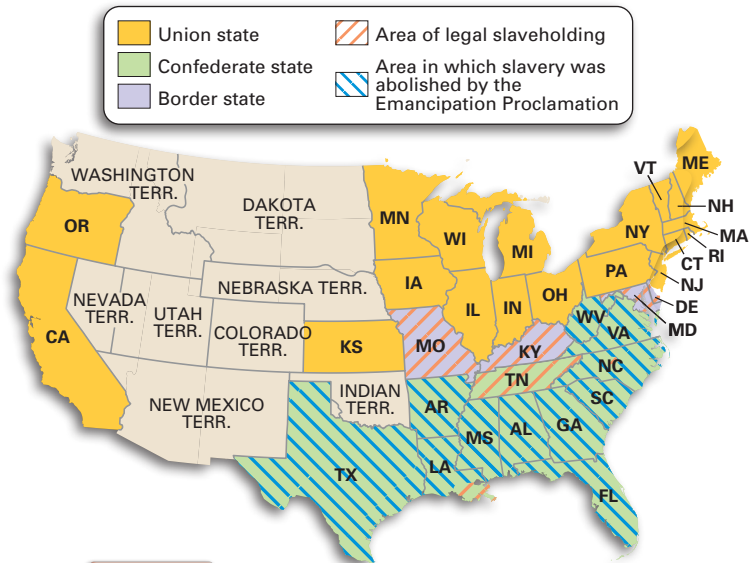 Union state
Confederate state
Border state
Area of legal slaveholding
Area in which slavery was
abolished by the
Emancipation Proclamation
WASHINGTON
TERR.
OR
DAKOTA
TERR.
MN
WI
MI
VT
ME
NH
MA
RI
CT
NY
NJ
PA
DE
MD
NEBRASKA TERR.
IA
IL
IN
OH
NEVADA
TERR.
UTAH
TERR.
COLORADO
TERR.
CA
KS
MO
KY
WV
VA
NC
TN
SC
NEW MEXICO
TERR.
INDIAN
TERR.
AR
MS
AL
GA
LA
TX
FL